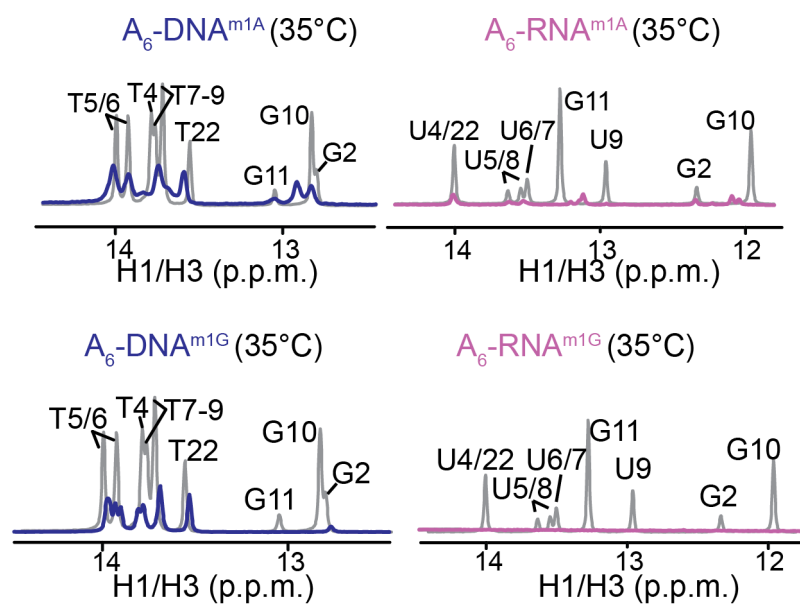 A₆-DNAᵐ¹ᴬ (35°C)
T5/6
T4
T7-9
T22
G11
G10
G2
14
13
H1/H3 (p.p.m.)
A₆-RNAᵐ¹ᴬ (35°C)
U4/22
U5/8
U6/7
G11
U9
G2
G10
14
13
12
H1/H3 (p.p.m.)
A₆-DNAᵐ¹ᴳ (35°C)
T5/6
T4
T7-9
T22
G11
G10
G2
14
13
H1/H3 (p.p.m.)
A₆-RNAᵐ¹ᴳ (35°C)
U4/22
U5/8
U6/7
G11
U9
G2
G10
14
13
12
H1/H3 (p.p.m.)